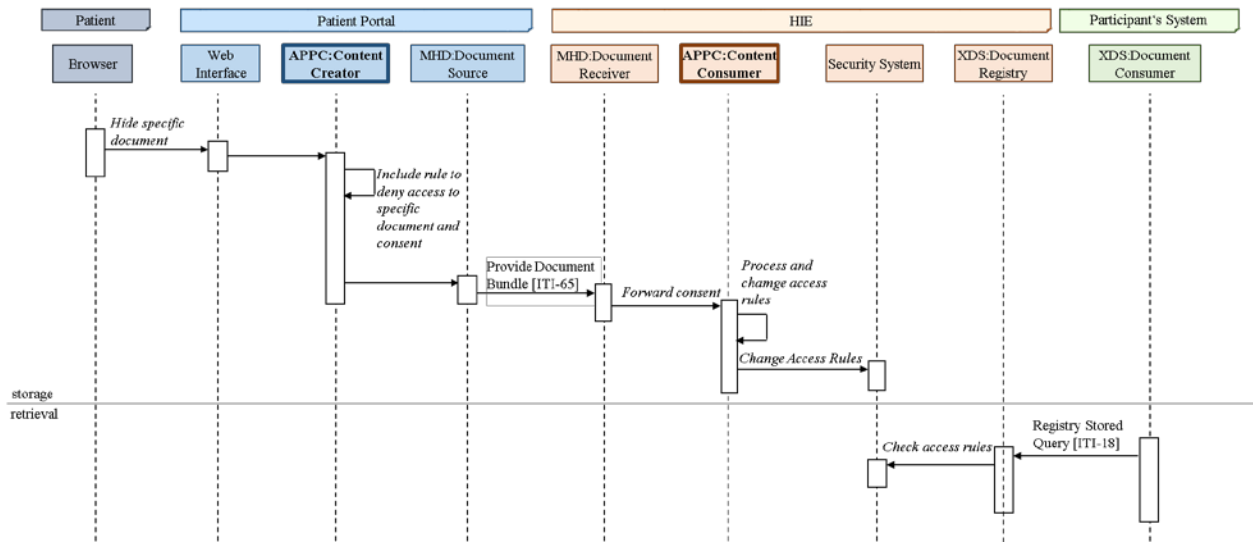 Patient
Patient Portal
HIE
Participant's System
Browser
Web
Interface
APPC:Content
Creator
MHD:Document
Source
MHD:Document
Receiver
APPC:Content
Consumer
Security System
XDS:Document
Registry
XDS:Document
Consumer
Hide specific
document
Include rule to
deny access to
specific
document and
consent
Provide Document
Bundle [ITI-65]
Forward consent
Process and
chamge access
rules
Change Access Rules
storage
retrieval
Registry Stored
Query [ITI-18]
Check access rules